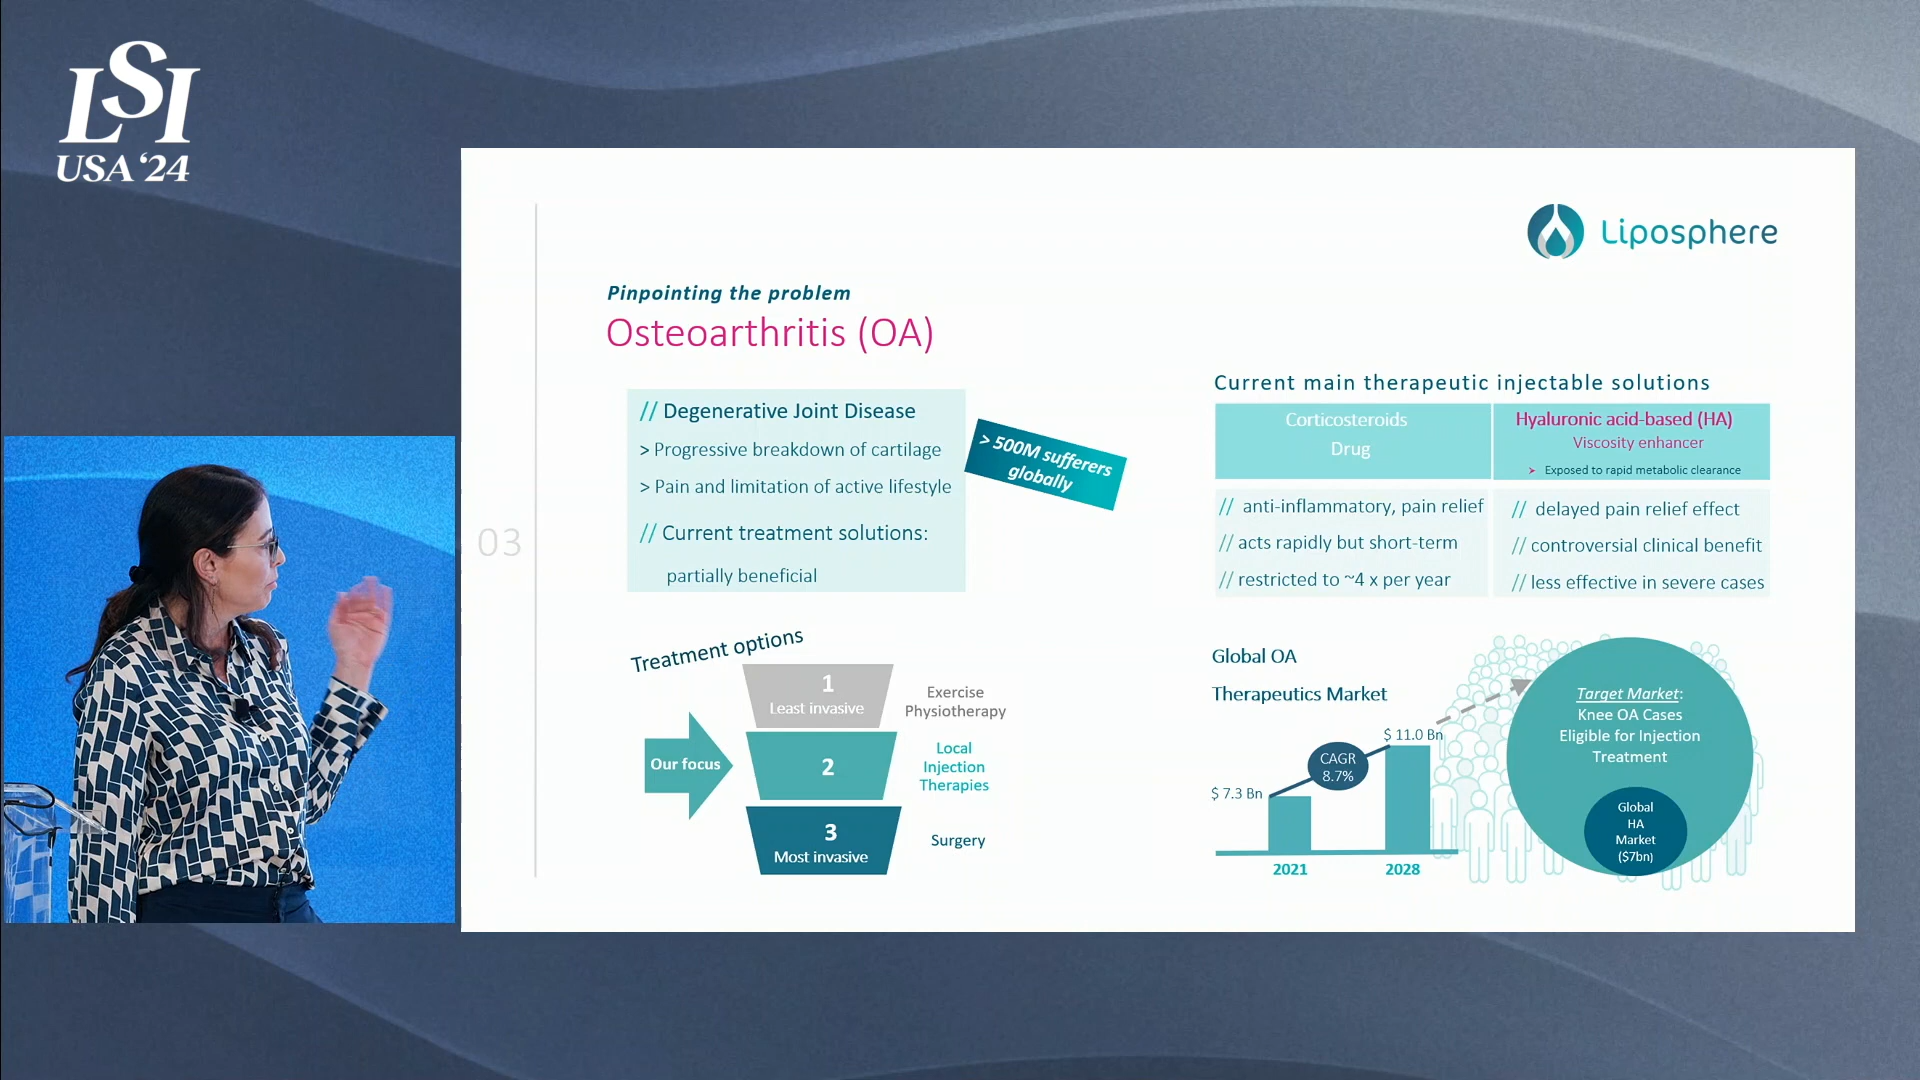 LSI
USA ‘24
Liposphere
Pinpointing the problem
Osteoarthritis (OA)
// Degenerative Joint Disease
> Progressive breakdown of cartilage
> Pain and limitation of active lifestyle
// Current treatment solutions:
partially beneficial
> 500M sufferers
globally
03
Treatment options
1
Least invasive
Exercise
Physiotherapy
Our focus
2
Local
Injection
Therapies
3
Most invasive
Surgery
Current main therapeutic injectable solutions
Corticosteroids
Drug
// anti-inflammatory, pain relief
// acts rapidly but short-term
// restricted to ~4 x per year
Hyaluronic acid-based (HA)
Viscosity enhancer
➤ Exposed to rapid metabolic clearance
// delayed pain relief effect
// controversial clinical benefit
// less effective in severe cases
Global OA
Therapeutics Market
$ 7.3 Bn
CAGR
8.7%
$ 11.0 Bn
2021
2028
Target Market:
Knee OA Cases
Eligible for Injection
Treatment
Global
HA
Market
($7bn)